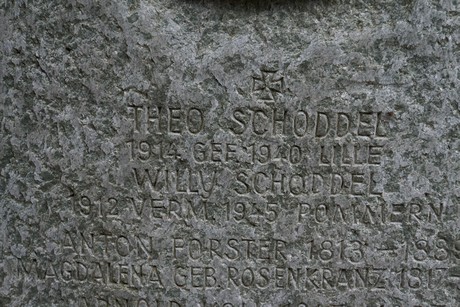 THEO SCHODDEL
1914 GEF. 1940 LILLE
WILLY SCHODDEL
1912 VERM. 1945 POMMERN
ANTON FORSTER 1813 – 188
MAGDALENA GEB. ROSENKRANZ 1817-